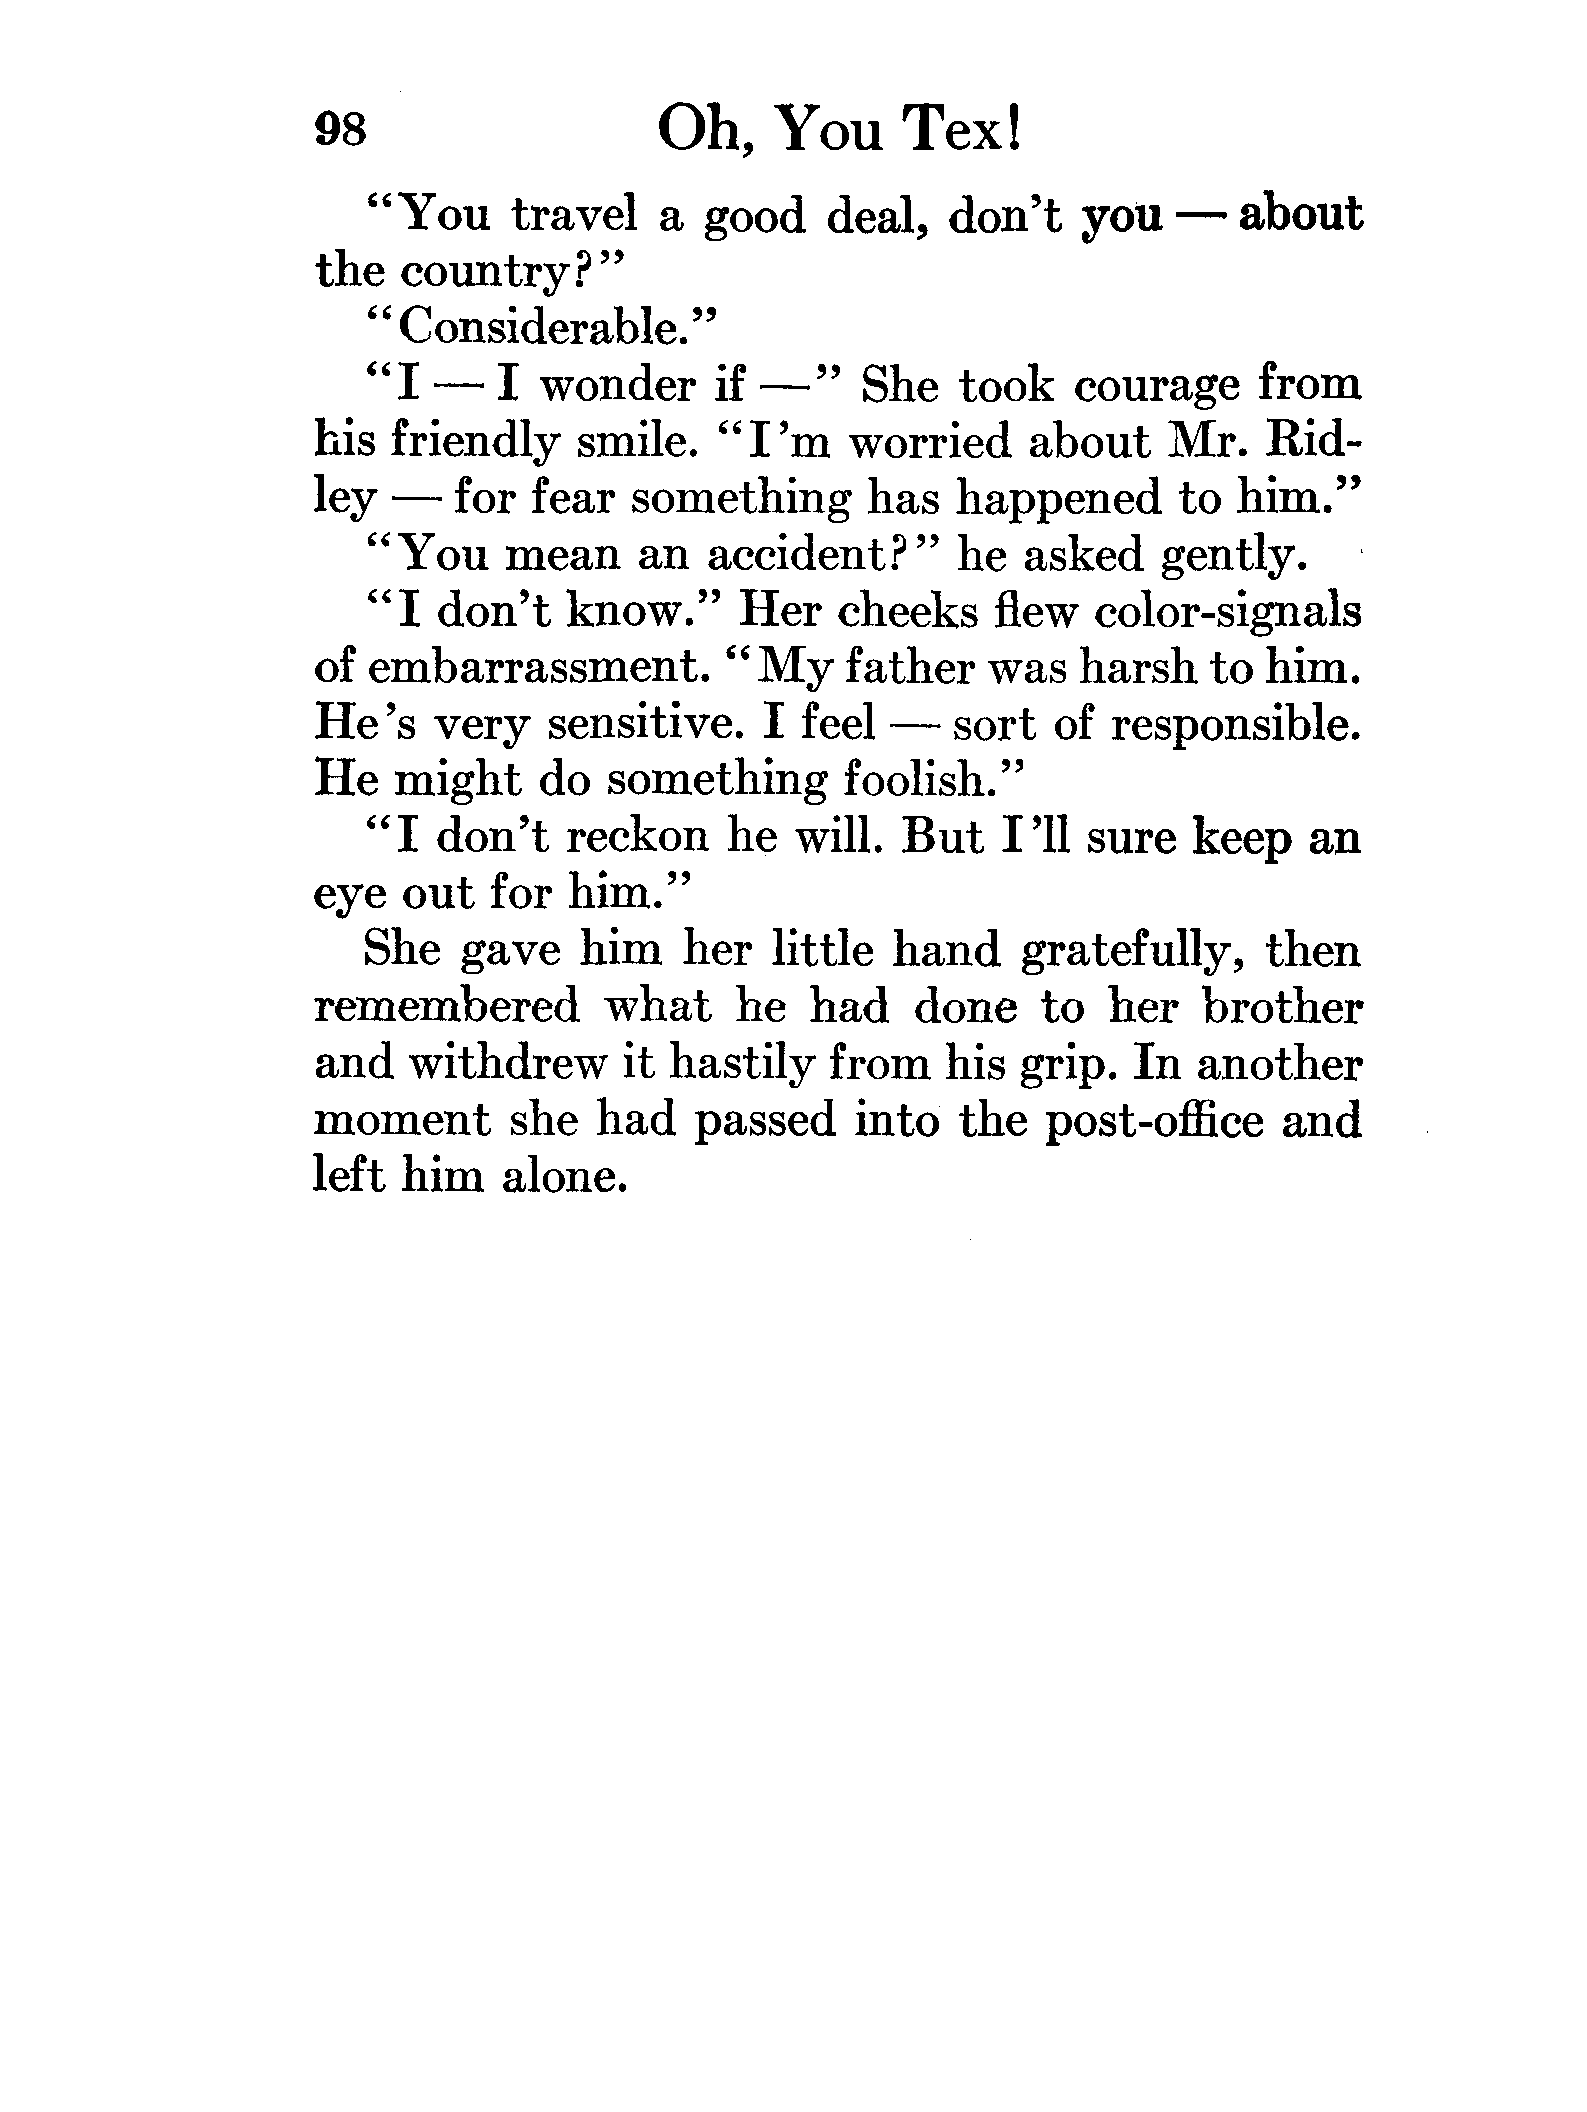 98 Oh, You Tex!
"You travel a good deal, don't you — about
the country?"
"Considerable."
"I — I wonder if —" She took courage from
his friendly smile. "I'm worried about Mr. Rid-
ley — for fear something has happened to him."
"You mean an accident?" he asked gently.
"I don't know." Her cheeks flew color-signals
of embarrassment. "My father was harsh to him.
He's very sensitive. I feel — sort of responsible.
He might do something foolish."
"I don't reckon he will. But I'll sure keep an
eye out for him."
She gave him her little hand gratefully, then
remembered what he had done to her brother
and withdrew it hastily from his grip. In another
moment she had passed into the post-office and
left him alone.